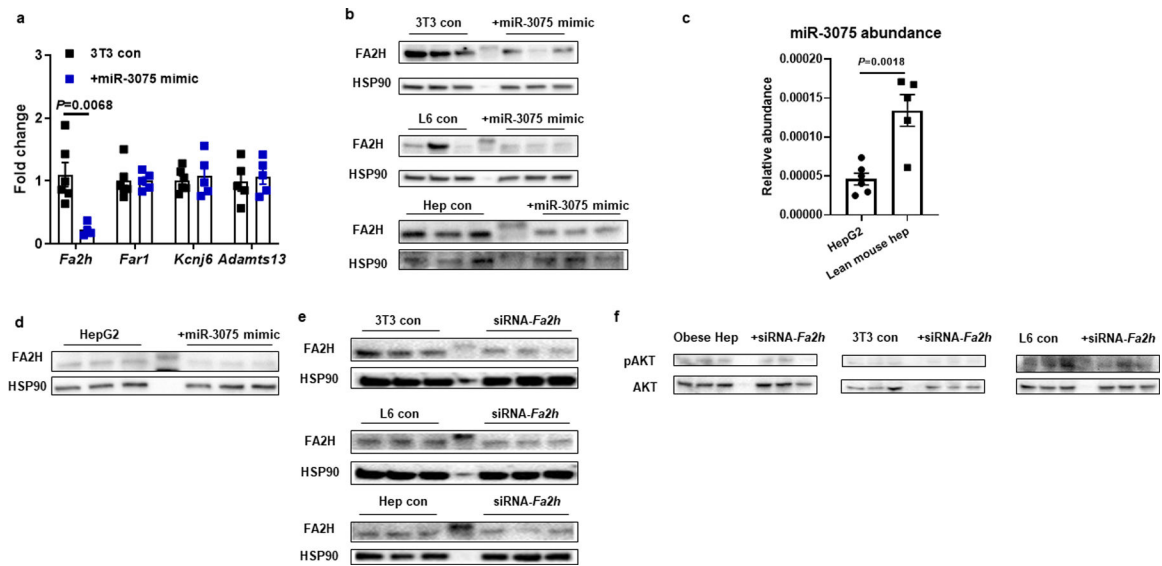 a
3T3 con
+miR-3075 mimic
P=0.0068
Fold change
3
2
1
0
Fa2h Far1 Kcnj6 Adamts13
b
3T3 con +miR-3075 mimic
FA2H
HSP90
L6 con +miR-3075 mimic
FA2H
HSP90
Hep con +miR-3075 mimic
FA2H
HSP90
c
miR-3075 abundance
P=0.0018
Relative abundance
0.00020
0.00015
0.00010
0.00005
0.00000
HepG2
Lean mouse hep
d
HepG2 +miR-3075 mimic
FA2H
HSP90
e
3T3 con siRNA-Fa2h
FA2H
HSP90
L6 con siRNA-Fa2h
FA2H
HSP90
Hep con siRNA-Fa2h
FA2H
HSP90
f
Obese Hep +siRNA-Fa2h 3T3 con +siRNA-Fa2h L6 con +siRNA-Fa2h
pAKT
AKT